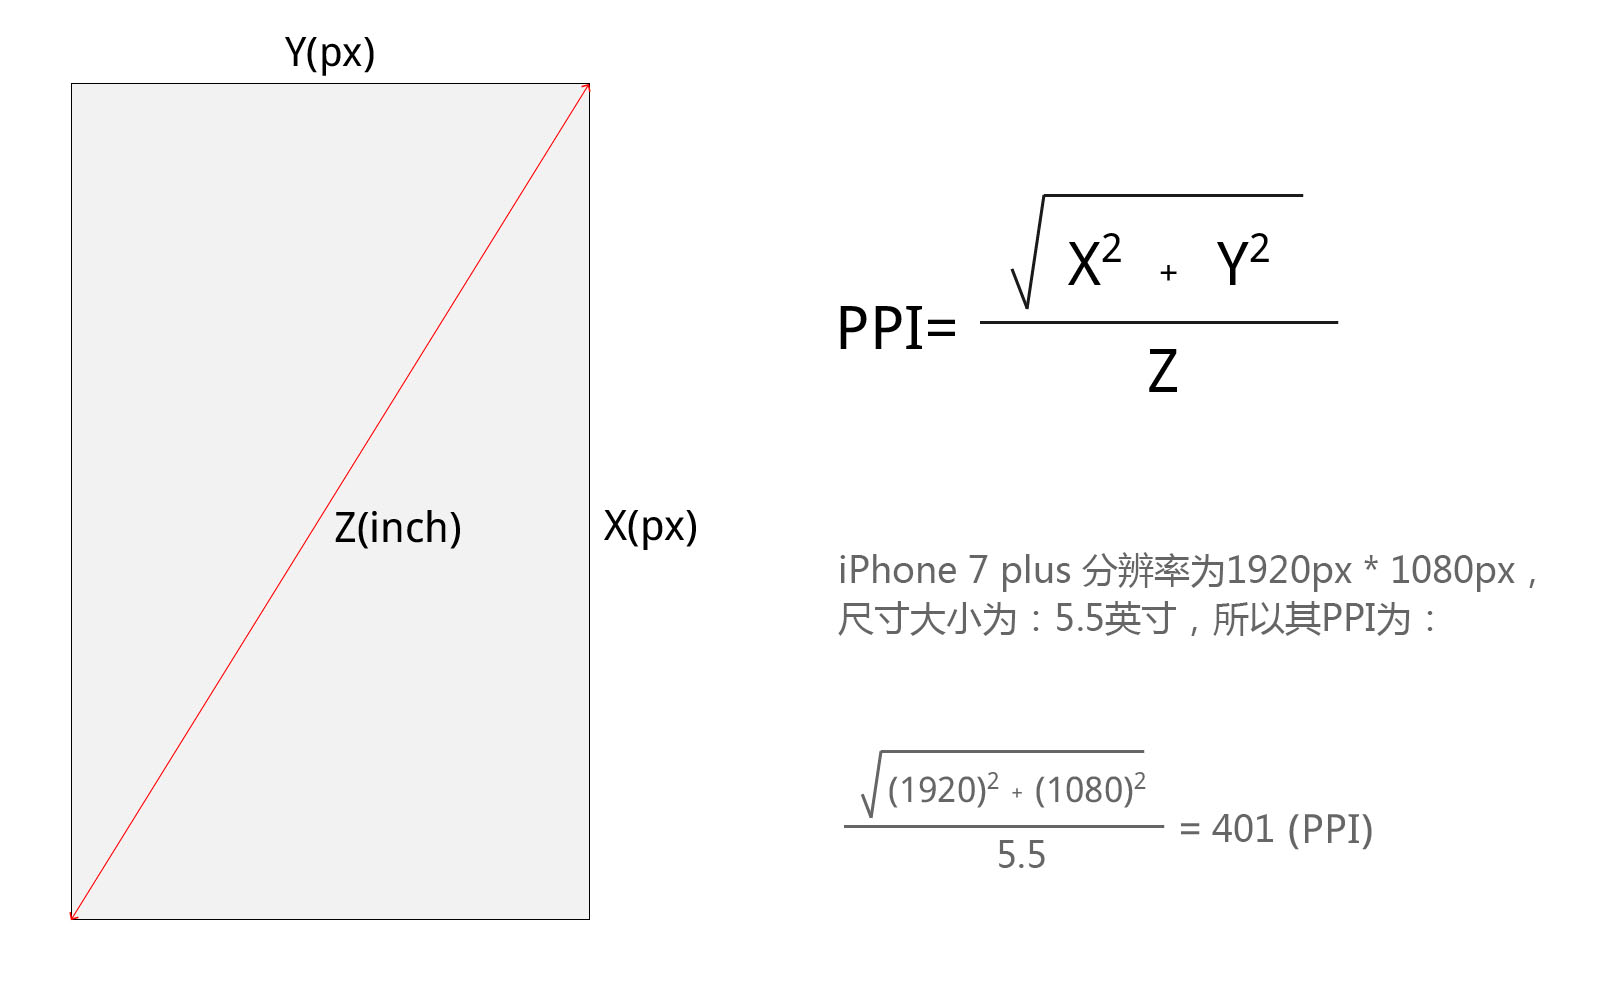 Y(px)
Z(inch)
X(px)
PPI=
√ X² + Y²
Z
iPhone 7 plus 分辨率为1920px * 1080px，
尺寸大小为：5.5英寸，所以其PPI为：
√ (1920)² + (1080)²
5.5
= 401 (PPI)